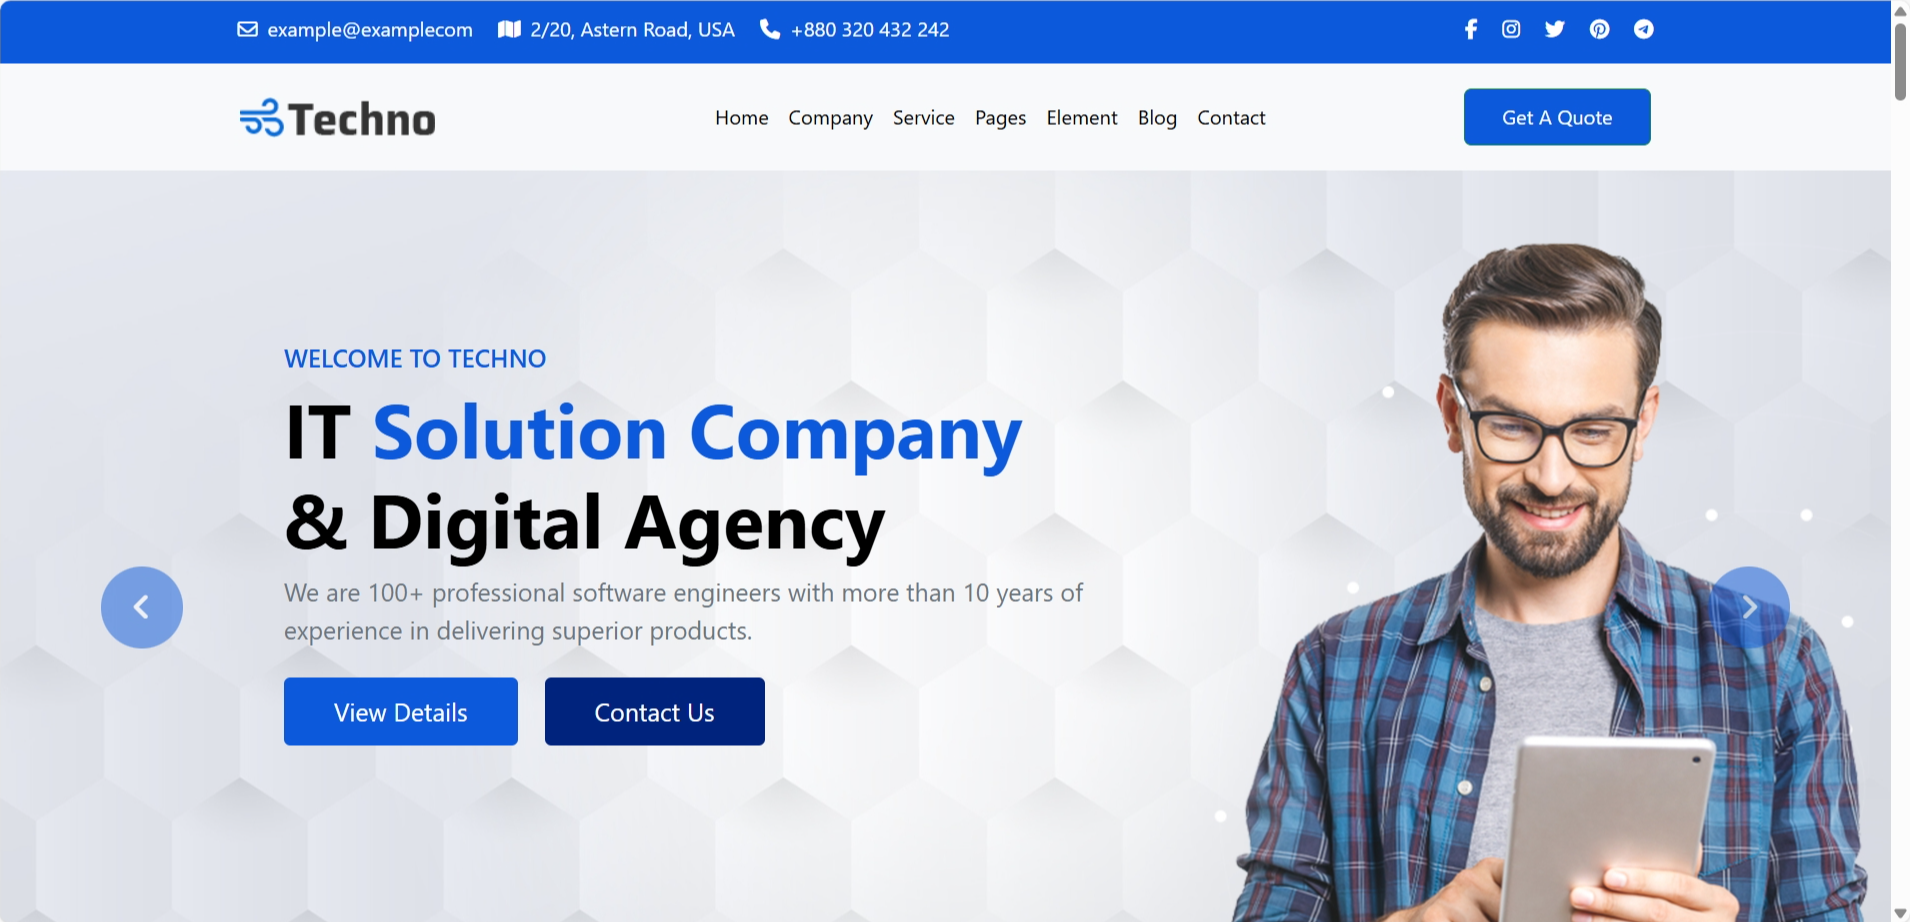 example@examplecom 2/20, Astern Road, USA +880 320 432 242
Techno Home Company Service Pages Element Blog Contact Get A Quote
WELCOME TO TECHNO
IT Solution Company
& Digital Agency
We are 100+ professional software engineers with more than 10 years of
experience in delivering superior products.
View Details Contact Us